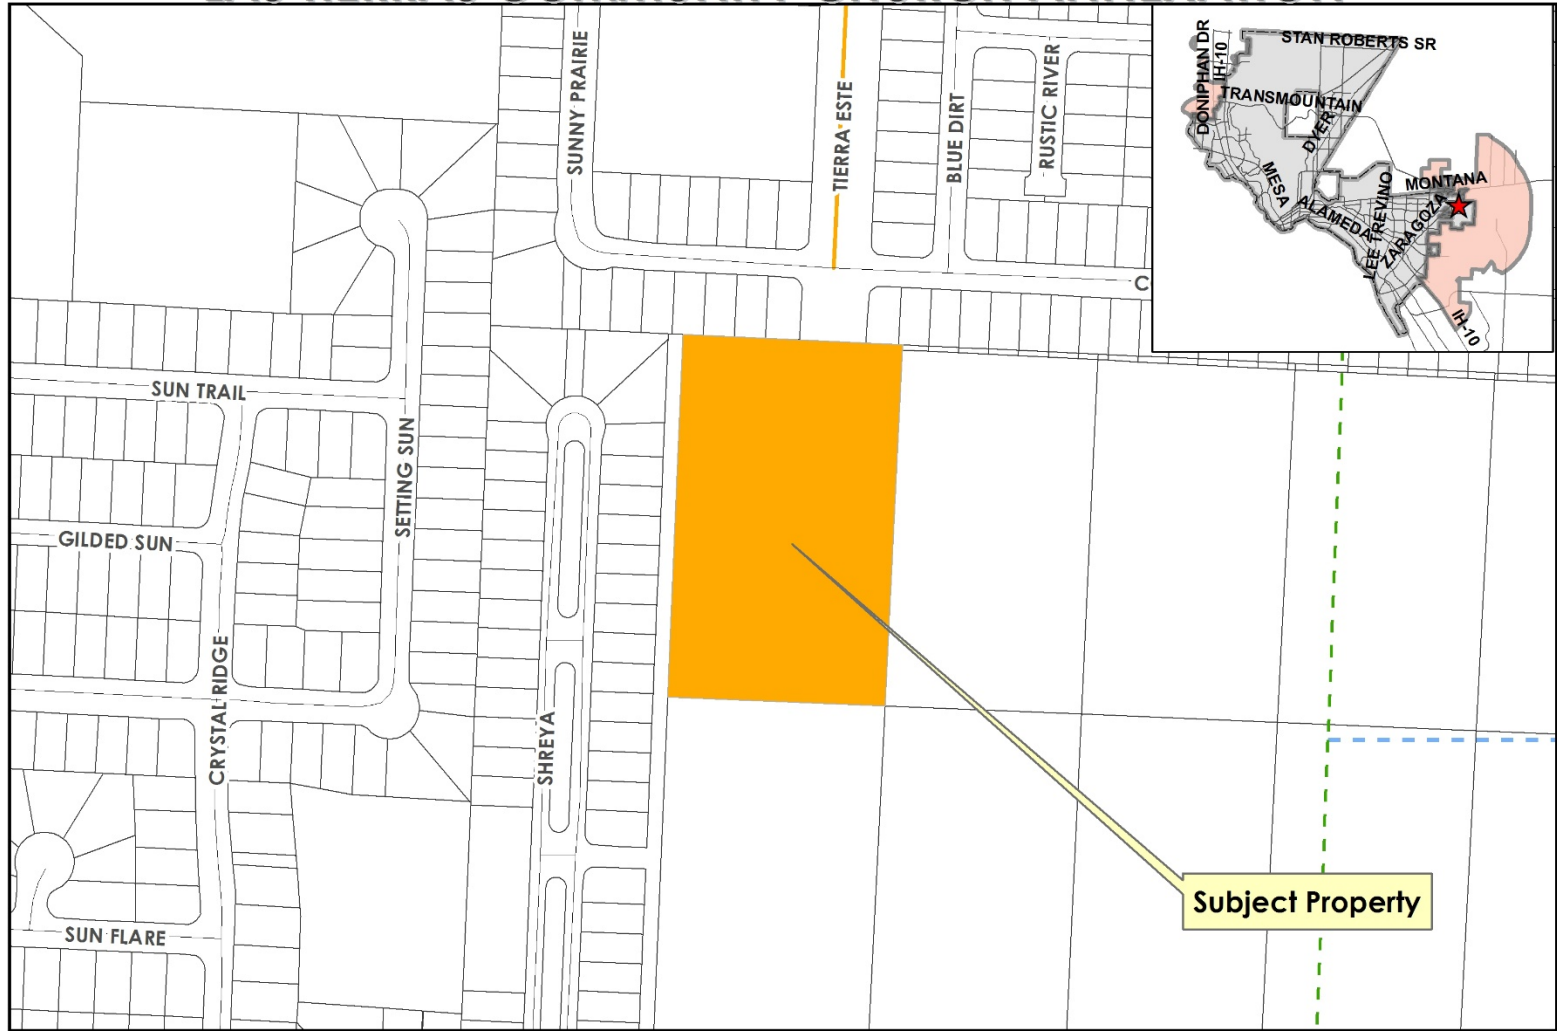 SUNNY PRAIRIE
TIERRA ESTE
BLUE DIRT
RUSTIC RIVER
DONIPHAN DR
IH-10
STAN ROBERTS SR
TRANSMOUNTAIN
DYER
MESA
ALAMEDA
LEE TREVINO
ZARAGOZA
MONTANA
IH-10
C
SUN TRAIL
SETTING SUN
GILDED SUN
CRYSTAL RIDGE
SHREYA
SUN FLARE
Subject Property